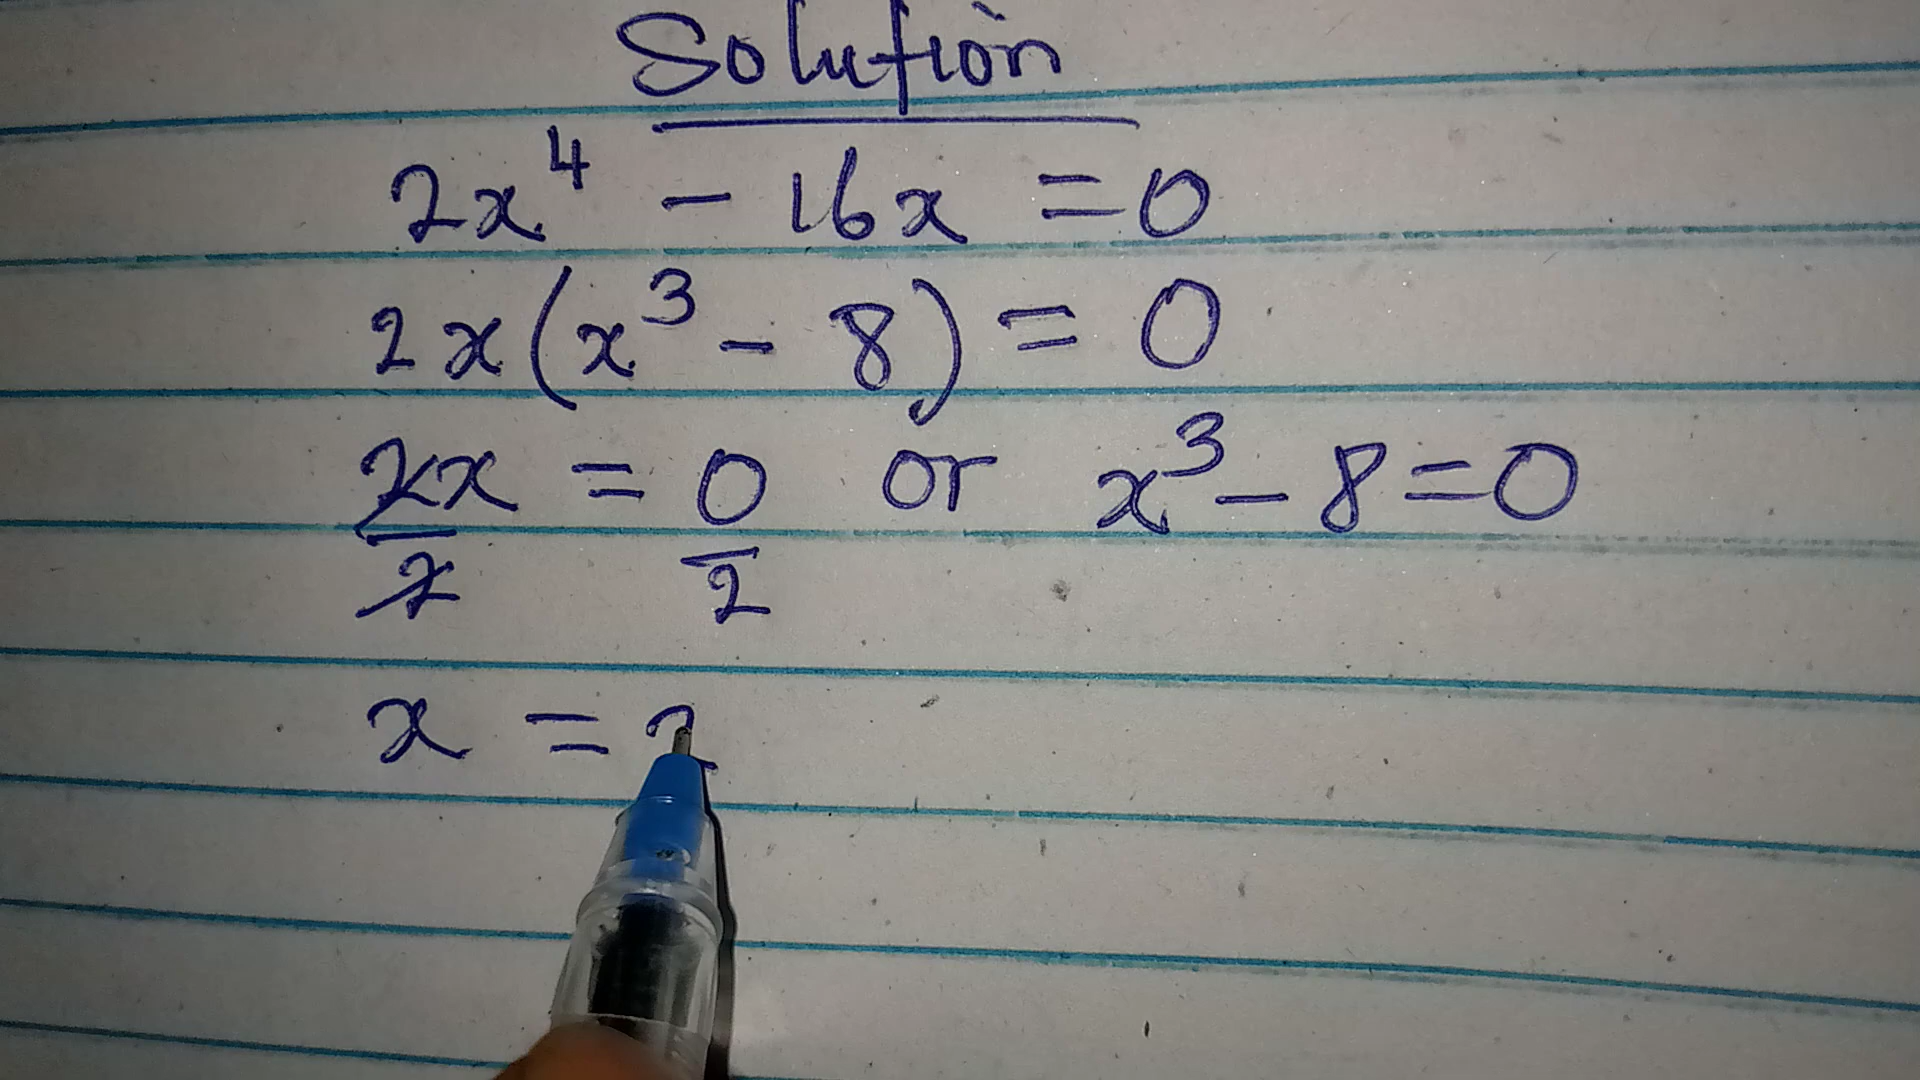 Solution
2x⁴ - 16x = 0
2x(x³ - 8) = 0
2x/2 = 0/2 or x³ - 8 = 0
x =